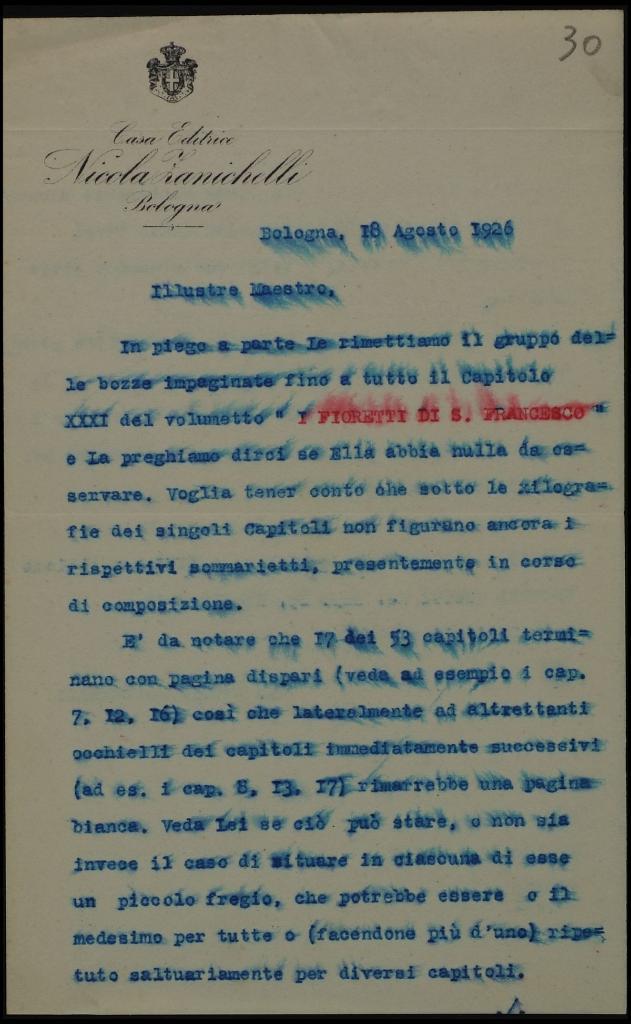 30
Casa Editrice
Nicola Zanichelli
Bologna
Bologna, 18 Agosto 1926
Illustre Maestro,
In piego a parte Le rimettiamo il gruppo del=
le bozze impaginate fino a tutto il Capitolo
XXXI del volumetto " I FIORETTI DI S. FRANCESCO "
e La preghiamo dirci se Ella abbia nulla da os=
servare. Voglia tener conto che sotto le xilogra=
fie dei singoli Capitoli non figurano ancora i
rispettivi sommarietti, presentemente in corso
di composizione.
E' da notare che 17 dei 53 capitoli termi=
nano con pagina dispari (veda ad esempio i cap.
7, 12, 16) così che lateralmente ad altrettanti
occhielli dei capitoli immediatamente successivi
(ad es. i cap. 8, 13, 17) rimarrebbe una pagina
bianca. Veda Lei se ciò può stare, o non sia
invece il caso di situare in ciascuna di esse
un piccolo fregio, che potrebbe essere o il
medesimo per tutte o (facendone più d'uno) ripe=
tuto saltuariamente per diversi capitoli.